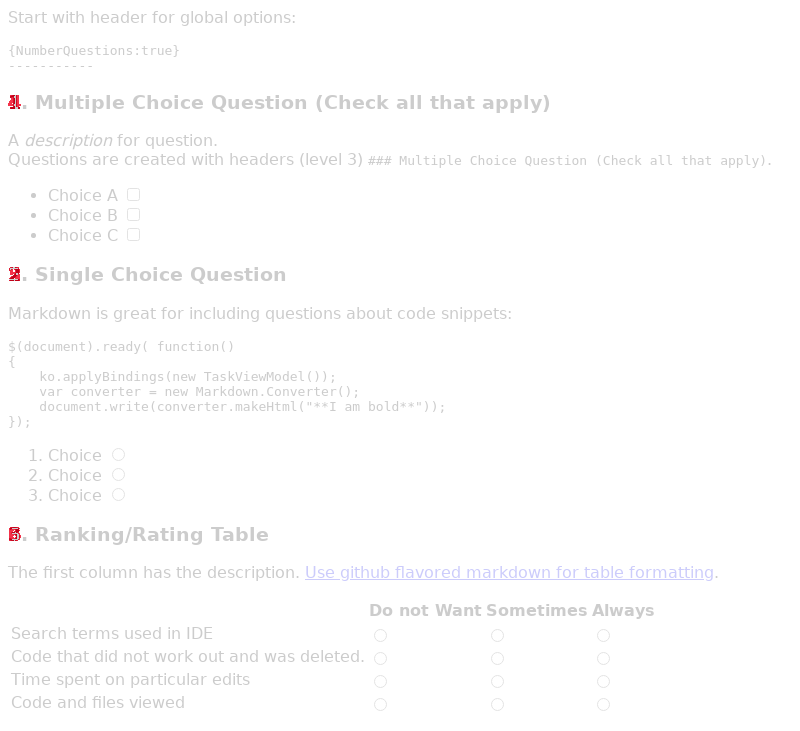 Start with header for global options:
{NumberQuestions:true}
-----------
. Multiple Choice Question (Check all that apply)
A description for question.
Questions are created with headers (level 3) ### Multiple Choice Question (Check all that apply).
• Choice A
• Choice B
• Choice C
. Single Choice Question
Markdown is great for including questions about code snippets:
$(document).ready( function()
{
    ko.applyBindings(new TaskViewModel());
    var converter = new Markdown.Converter();
    document.write(converter.makeHtml("**I am bold**"));
});
1. Choice
2. Choice
3. Choice
. Ranking/Rating Table
The first column has the description. Use github flavored markdown for table formatting.
Do not Want Sometimes Always
Search terms used in IDE
Code that did not work out and was deleted.
Time spent on particular edits
Code and files viewed